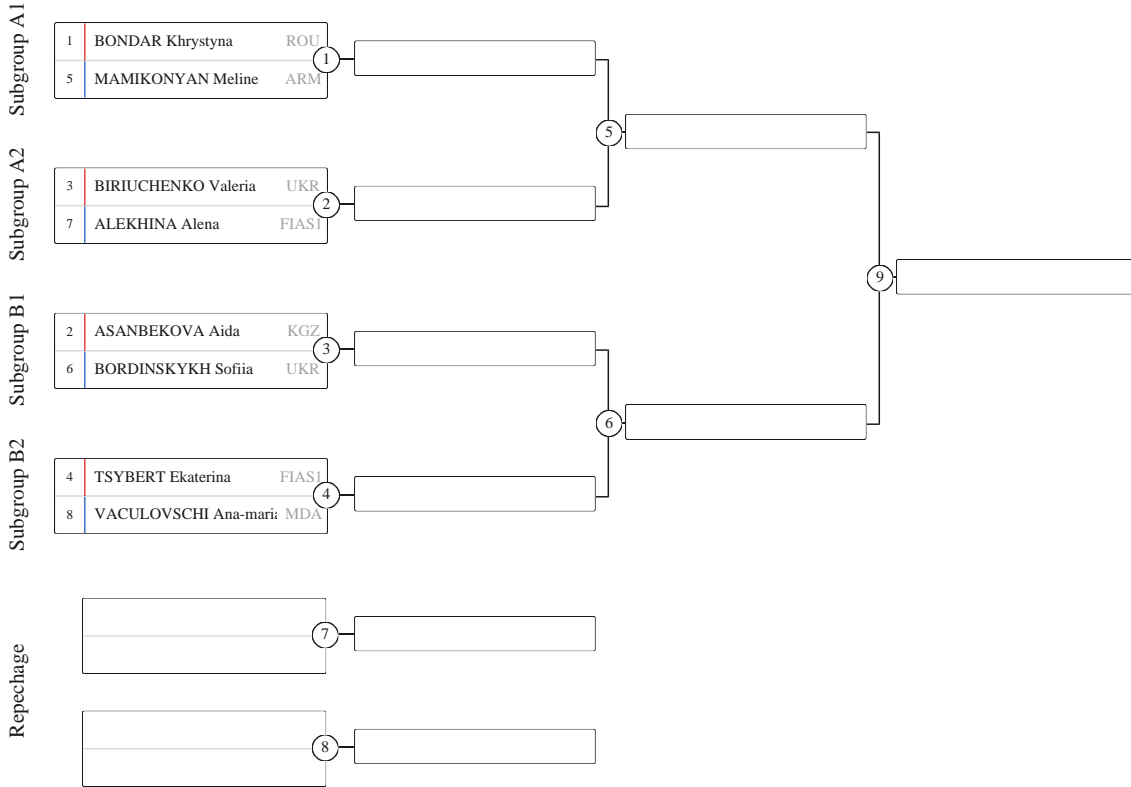 Subgroup A1
1 BONDAR Khrystyna ROU
1
5 MAMIKONYAN Meline ARM
5
Subgroup A2
3 BIRIUCHENKO Valeria UKR
2
7 ALEKHINA Alena FIAS1
9
Subgroup B1
2 ASANBEKOVA Aida KGZ
3
6 BORDINSKYKH Sofiia UKR
6
Subgroup B2
4 TSYBERT Ekaterina FIAS1
4
8 VACULOVSCHI Ana-maria MDA
Repechage
7
8